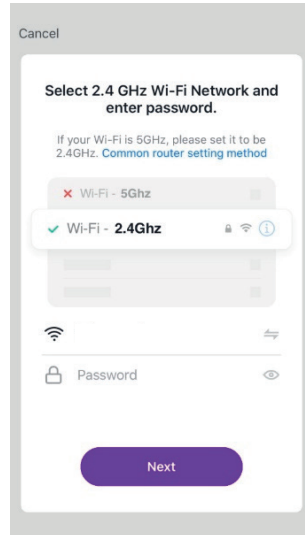 Cancel
Select 2.4 GHz Wi-Fi Network and
enter password.
If your Wi-Fi is 5GHz, please set it to be
2.4GHz. Common router setting method
Wi-Fi - 5Ghz
Wi-Fi - 2.4Ghz
Password
Next